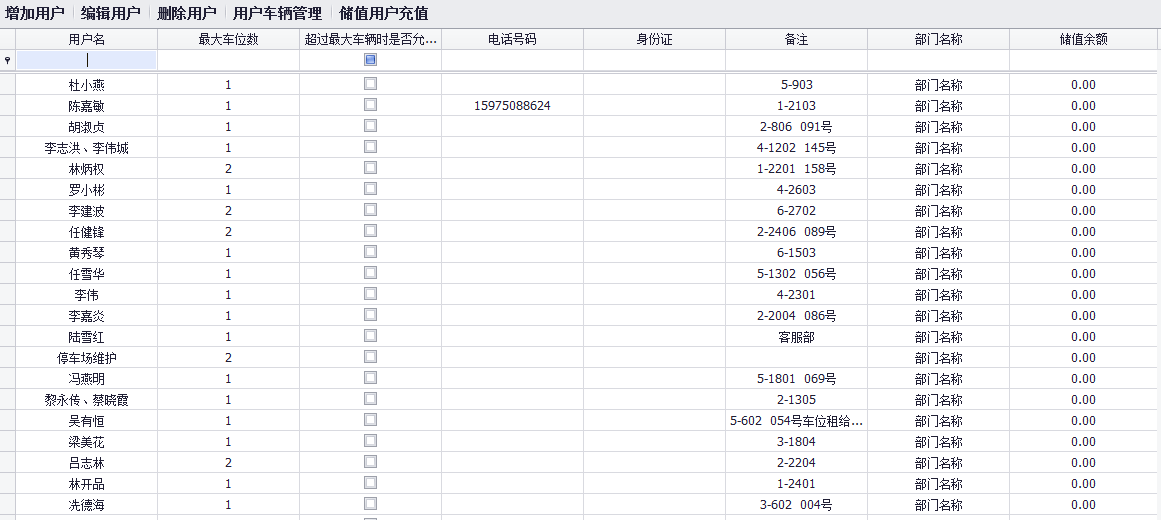 增加用户 编辑用户 删除用户 用户车辆管理 储值用户充值
用户名 最大车位数 超过最大车辆时是否允... 电话号码 身份证 备注 部门名称 储值余额
杜小燕 1 5-903 部门名称 0.00
陈嘉敏 1 15975088624 1-2103 部门名称 0.00
胡淑贞 1 2-806 091号 部门名称 0.00
李志洪、李伟城 1 4-1202 145号 部门名称 0.00
林炳权 2 1-2201 158号 部门名称 0.00
罗小彬 1 4-2603 部门名称 0.00
李建波 2 6-2702 部门名称 0.00
任健锋 2 2-2406 089号 部门名称 0.00
黄秀琴 1 6-1503 部门名称 0.00
任雪华 1 5-1302 056号 部门名称 0.00
李伟 1 4-2301 部门名称 0.00
李嘉炎 1 2-2004 086号 部门名称 0.00
陆雪红 1 客服部 部门名称 0.00
停车场维护 2 部门名称 0.00
冯燕明 1 5-1801 069号 部门名称 0.00
黎永传、蔡晓霞 1 2-1305 部门名称 0.00
吴有恒 1 5-602 054号车位租给... 部门名称 0.00
梁美花 1 3-1804 部门名称 0.00
吕志林 2 2-2204 部门名称 0.00
林开品 1 1-2401 部门名称 0.00
冼德海 1 3-602 004号 部门名称 0.00